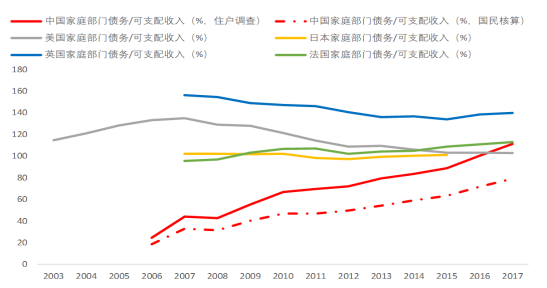 中国家庭部门债务/可支配收入（%，住户调查）
中国家庭部门债务/可支配收入（%，国民核算）
美国家庭部门债务/可支配收入（%）
日本家庭部门债务/可支配收入（%）
英国家庭部门债务/可支配收入（%）
法国家庭部门债务/可支配收入（%）
180
160
140
120
100
80
60
40
20
0
2003 2004 2005 2006 2007 2008 2009 2010 2011 2012 2013 2014 2015 2016 2017